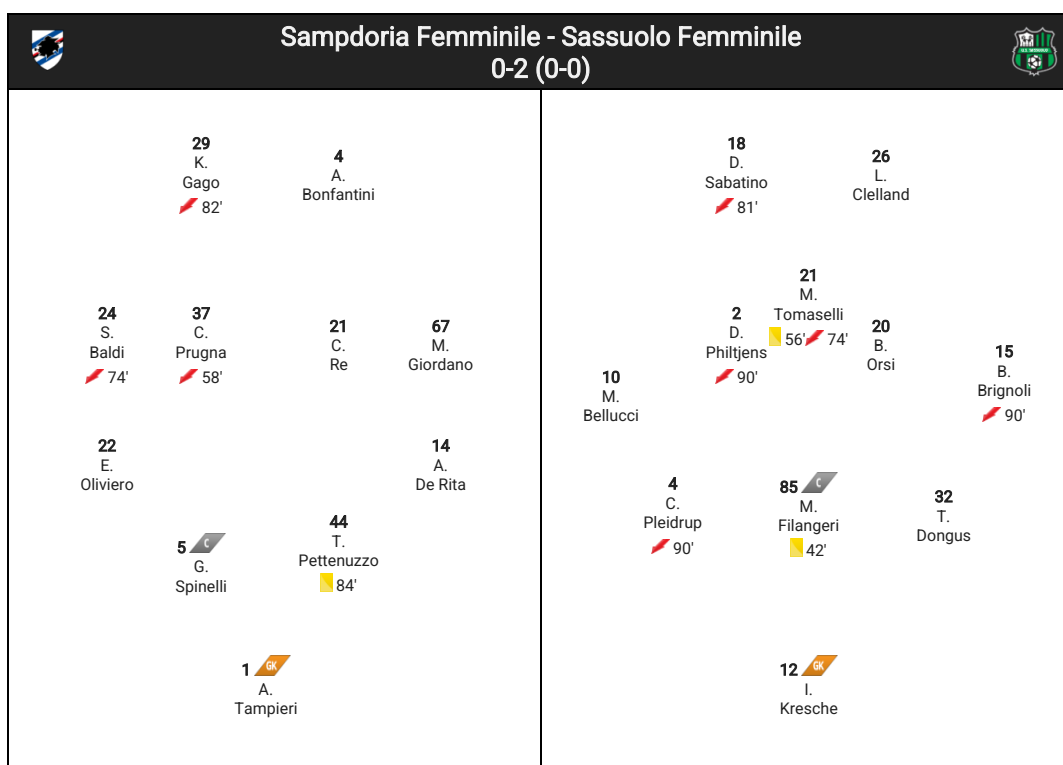 Sampdoria Femminile - Sassuolo Femminile
0-2 (0-0)
29
K.
Gago
82'
4
A.
Bonfantini
24
S.
Baldi
74'
37
C.
Prugna
58'
21
C.
Re
67
M.
Giordano
22
E.
Oliviero
14
A.
De Rita
5 C
G.
Spinelli
44
T.
Pettenuzzo
84'
1 GK
A.
Tampieri
18
D.
Sabatino
81'
26
L.
Clelland
21
M.
Tomaselli
56' 74'
2
D.
Philtjens
90'
20
B.
Orsi
15
B.
Brignoli
90'
10
M.
Bellucci
4
C.
Pleidrup
90'
85 C
M.
Filangeri
42'
32
T.
Dongus
12 GK
I.
Kresche